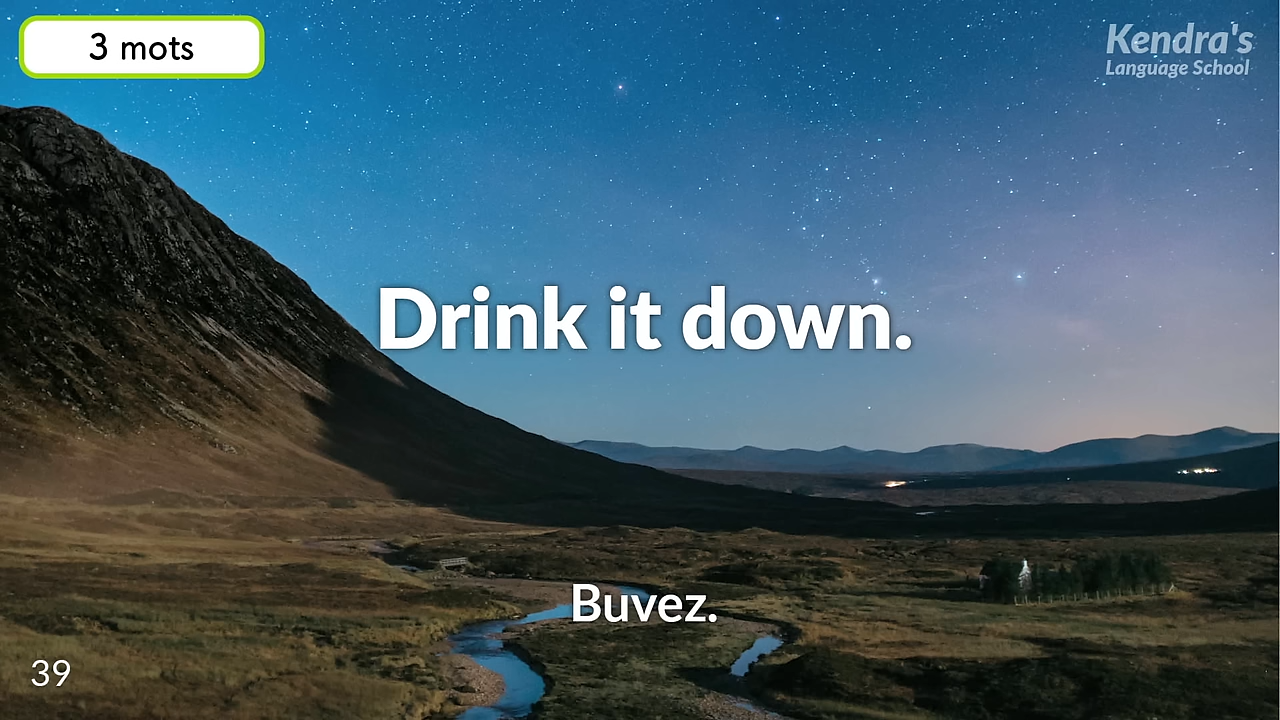 3 mots
Kendra's
Language School
Drink it down.
Buvez.
39